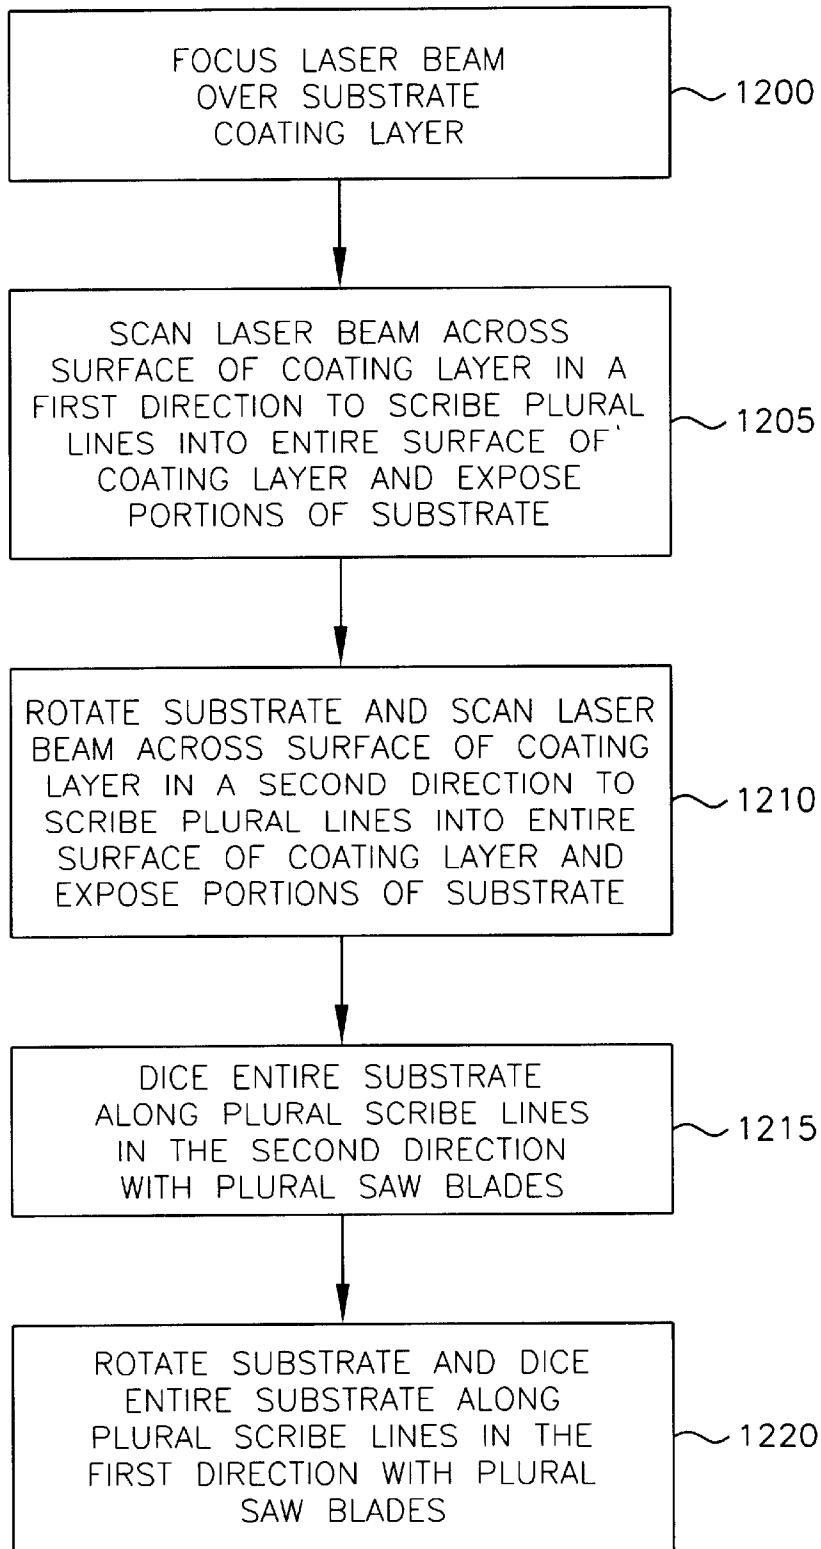 FOCUS LASER BEAM
OVER SUBSTRATE
COATING LAYER
1200
SCAN LASER BEAM ACROSS
SURFACE OF COATING LAYER IN A
FIRST DIRECTION TO SCRIBE PLURAL
LINES INTO ENTIRE SURFACE OF
COATING LAYER AND EXPOSE
PORTIONS OF SUBSTRATE
1205
ROTATE SUBSTRATE AND SCAN LASER
BEAM ACROSS SURFACE OF COATING
LAYER IN A SECOND DIRECTION TO
SCRIBE PLURAL LINES INTO ENTIRE
SURFACE OF COATING LAYER AND
EXPOSE PORTIONS OF SUBSTRATE
1210
DICE ENTIRE SUBSTRATE
ALONG PLURAL SCRIBE LINES
IN THE SECOND DIRECTION
WITH PLURAL SAW BLADES
1215
ROTATE SUBSTRATE AND DICE
ENTIRE SUBSTRATE ALONG
PLURAL SCRIBE LINES IN THE
FIRST DIRECTION WITH PLURAL
SAW BLADES
1220